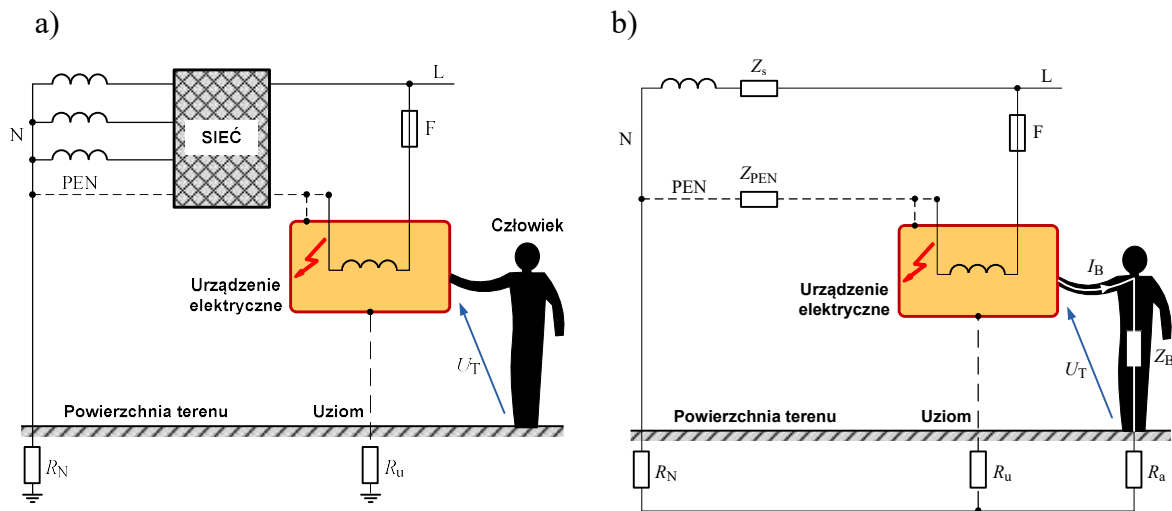 a)
L
N
SIEĆ
F
PEN
Człowiek
Urządzenie
elektryczne
U_T
Powierzchnia terenu
Uziom
R_N
R_u
b)
Z_s
L
N
F
Z_PEN
PEN
I_B
Urządzenie
elektryczne
U_T
Z_B
Powierzchnia terenu
Uziom
R_N
R_u
R_a